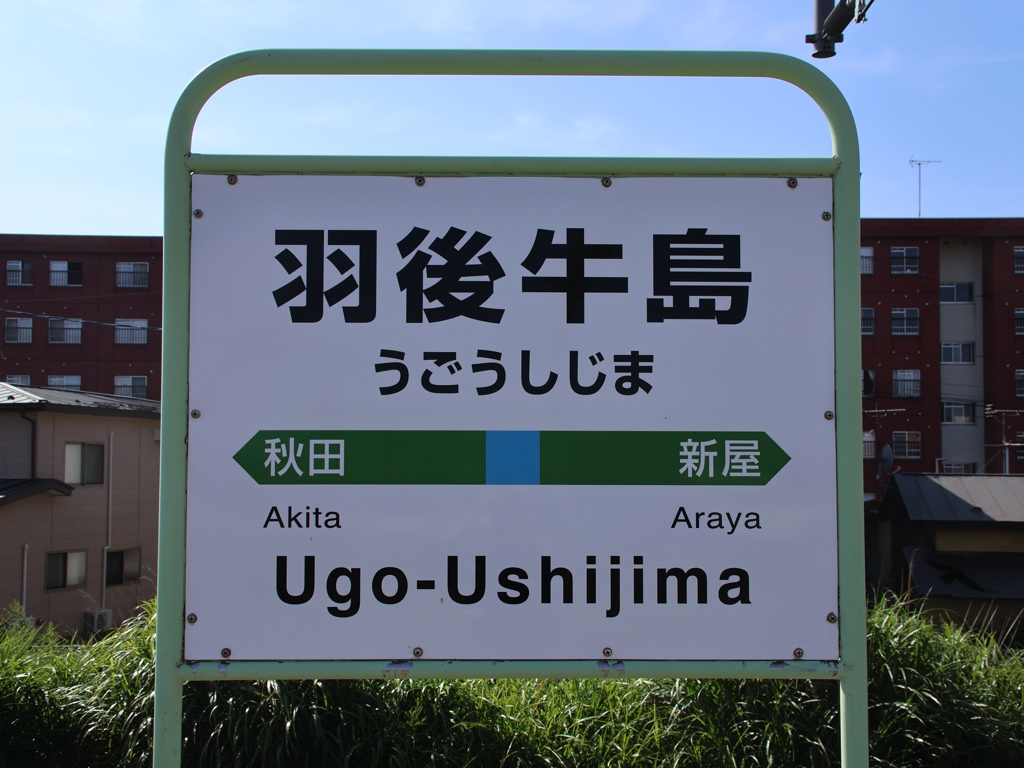 羽後牛島
うごうしじま
秋田 新屋
Akita Araya
Ugo-Ushijima